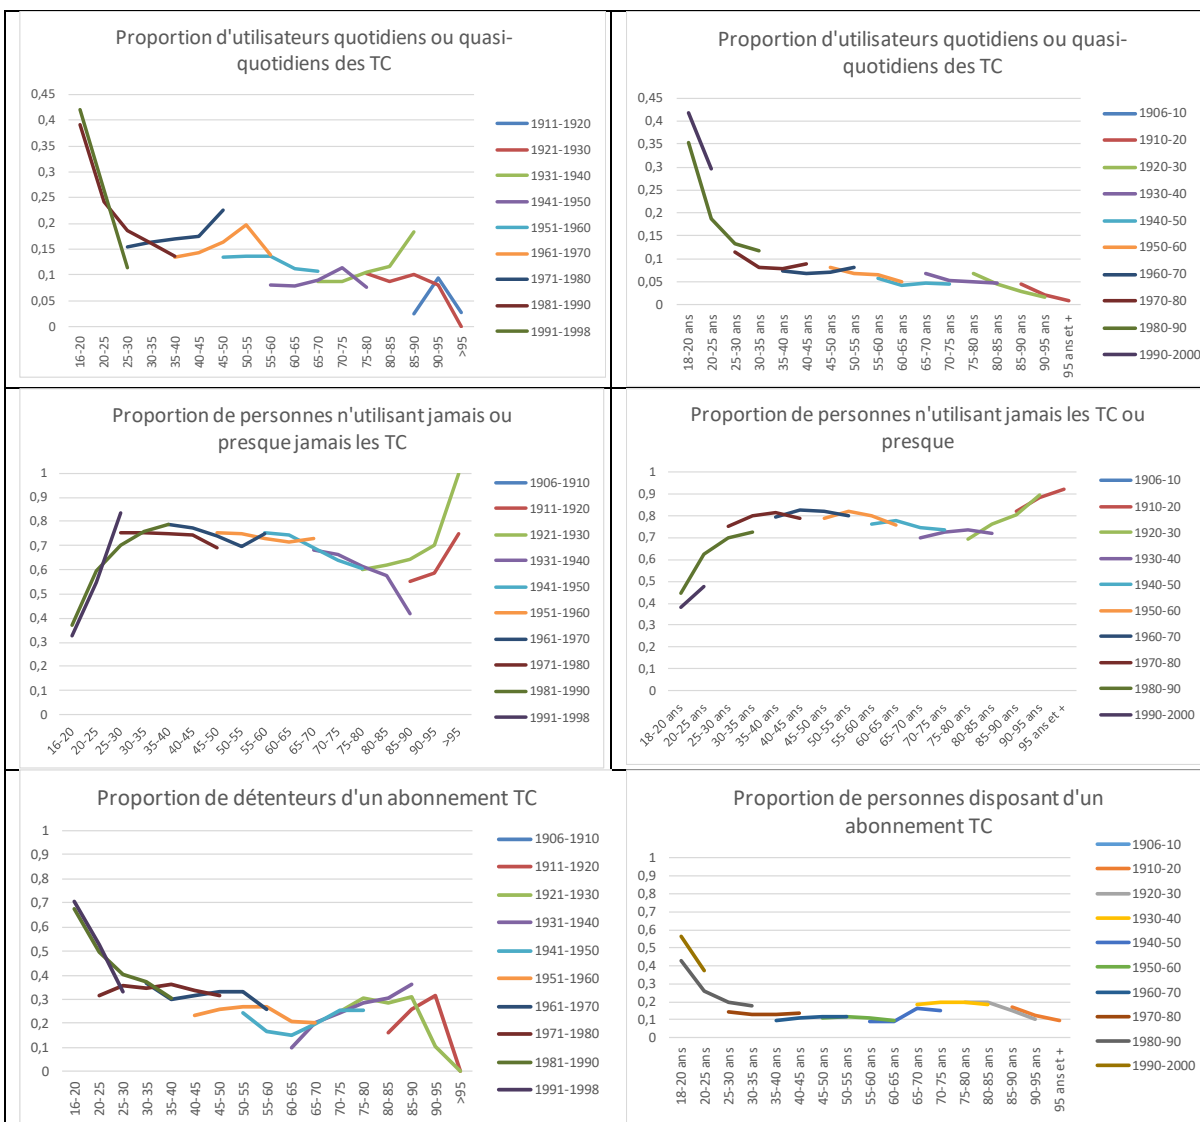 Proportion d'utilisateurs quotidiens ou quasi-
quotidiens des TC
0,45
0,4
0,35
0,3
0,25
0,2
0,15
0,1
0,05
0
16-20
20-25
25-30
30-35
35-40
40-45
45-50
50-55
55-60
60-65
65-70
70-75
75-80
80-85
85-90
90-95
>95
1911-1920
1921-1930
1931-1940
1941-1950
1951-1960
1961-1970
1971-1980
1981-1990
1991-1998
Proportion d'utilisateurs quotidiens ou quasi-
quotidiens des TC
0,45
0,4
0,35
0,3
0,25
0,2
0,15
0,1
0,05
0
18-20 ans
20-25 ans
25-30 ans
30-35 ans
35-40 ans
40-45 ans
45-50 ans
50-55 ans
55-60 ans
60-65 ans
65-70 ans
70-75 ans
75-80 ans
80-85 ans
85-90 ans
90-95 ans
95 ans et +
1906-10
1910-20
1920-30
1930-40
1940-50
1950-60
1960-70
1970-80
1980-90
1990-2000
Proportion de personnes n'utilisant jamais ou
presque jamais les TC
1
0,9
0,8
0,7
0,6
0,5
0,4
0,3
0,2
0,1
0
16-20
20-25
25-30
30-35
35-40
40-45
45-50
50-55
55-60
60-65
65-70
70-75
75-80
80-85
85-90
90-95
>95
1906-1910
1911-1920
1921-1930
1931-1940
1941-1950
1951-1960
1961-1970
1971-1980
1981-1990
1991-1998
Proportion de personnes n'utilisant jamais les TC ou
presque
1
0,9
0,8
0,7
0,6
0,5
0,4
0,3
0,2
0,1
0
18-20 ans
20-25 ans
25-30 ans
30-35 ans
35-40 ans
40-45 ans
45-50 ans
50-55 ans
55-60 ans
60-65 ans
65-70 ans
70-75 ans
75-80 ans
80-85 ans
85-90 ans
90-95 ans
95 ans et +
1906-10
1910-20
1920-30
1930-40
1940-50
1950-60
1960-70
1970-80
1980-90
1990-2000
Proportion de détenteurs d'un abonnement TC
1
0,9
0,8
0,7
0,6
0,5
0,4
0,3
0,2
0,1
0
16-20
20-25
25-30
30-35
35-40
40-45
45-50
50-55
55-60
60-65
65- 70
70-75
75-80
80-85
85-90
90-95
>95
1906-1910
1911-1920
1921-1930
1931-1940
1941-1950
1951-1960
1961-1970
1971-1980
1981-1990
1991-1998
Proportion de personnes disposant d'un
abonnement TC
1
0,9
0,8
0,7
0,6
0,5
0,4
0,3
0,2
0,1
0
18-20 ans
20-25 ans
25-30 ans
30-35 ans
35-40 ans
40-45 ans
45-50 ans
50-55 ans
55-60 ans
60-65 ans
65-70 ans
70-75 ans
75-80 ans
80-85 ans
85-90 ans
90-95 ans
95 ans et +
1906-10
1910-20
1920-30
1930-40
1940-50
1950-60
1960-70
1970-80
1980-90
1990-2000